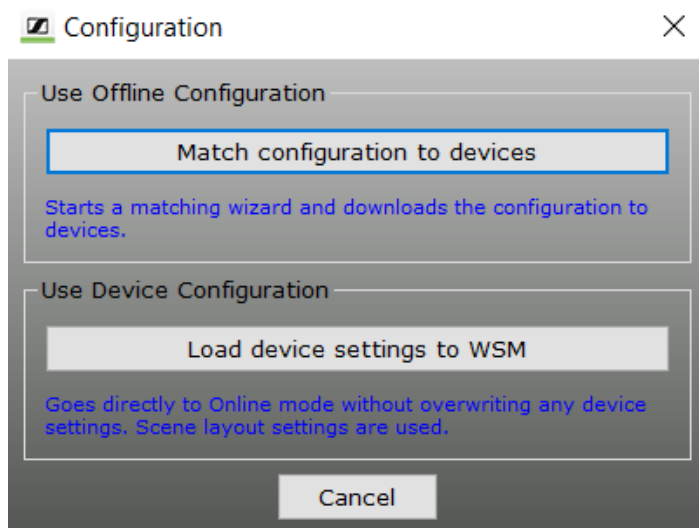 Configuration
Use Offline Configuration
Match configuration to devices
Starts a matching wizard and downloads the configuration to
devices.
Use Device Configuration
Load device settings to WSM
Goes directly to Online mode without overwriting any device
settings. Scene layout settings are used.
Cancel